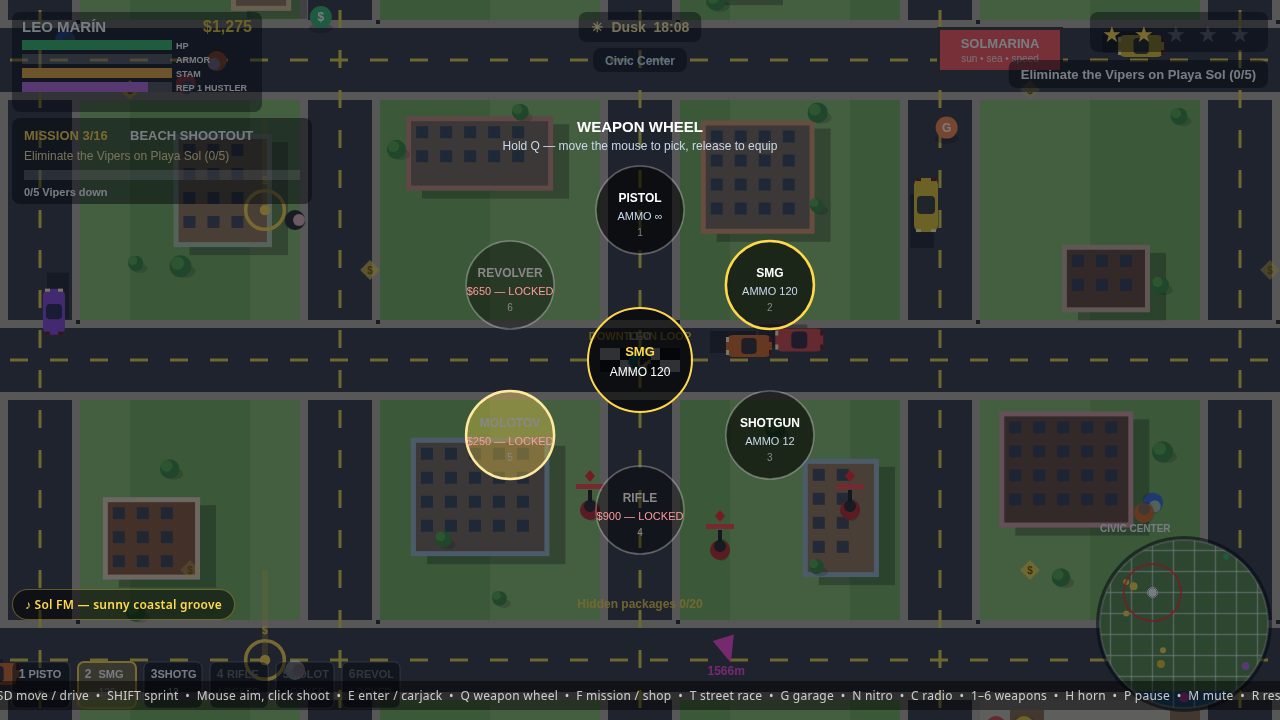 LEO MARÍN $1,275
HP
ARMOR
STAM
REP 1 HUSTLER
MISSION 3/16 BEACH SHOOTOUT
Eliminate the Vipers on Playa Sol (0/5)
0/5 Vipers down
$
☀ Dusk 18:08
Civic Center
SOLMARINA
sun • sea • speed
★ ★ ★ ★ ★
Eliminate the Vipers on Playa Sol (0/5)
G
WEAPON WHEEL
Hold Q — move the mouse to pick, release to equip
PISTOL
AMMO ∞
1
REVOLVER
$650 — LOCKED
6
SMG
AMMO 120
2
SMG
AMMO 120
MOLOTOV
$250 — LOCKED
5
SHOTGUN
AMMO 12
3
RIFLE
$900 — LOCKED
4
CIVIC CENTER
♪ Sol FM — sunny coastal groove
Hidden packages 0/20
1566m
1 PISTO 2 SMG 3SHOTG 4 RIFLE 6REVOL
SD move / drive • SHIFT sprint • Mouse aim, click shoot • E enter / carjack • Q weapon wheel • F mission / shop • T street race • G garage • N nitro • C radio • 1–6 weapons • H horn • P pause • M mute • R res